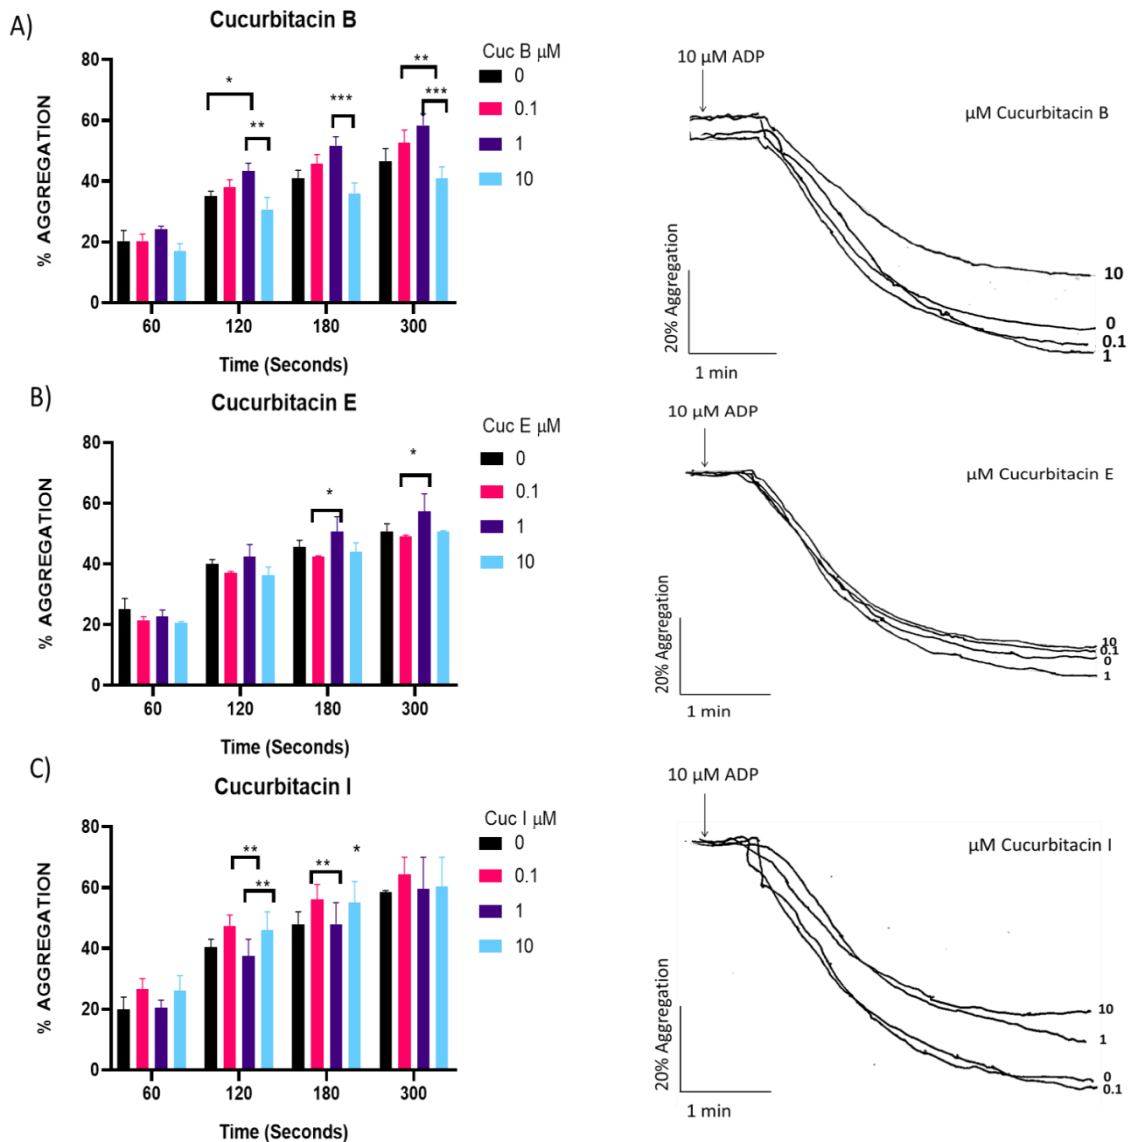 A)
Cucurbitacin B
Cuc B µM
0
0.1
1
10
% AGGREGATION
80
60
40
20
0
*
**
***
**
***
60 120 180 300
Time (Seconds)
10 µM ADP
µM Cucurbitacin B
20% Aggregation
1 min
10
0
0.1
1
B)
Cucurbitacin E
Cuc E µM
0
0.1
1
10
% AGGREGATION
80
60
40
20
0
*
*
60 120 180 300
Time (Seconds)
10 µM ADP
µM Cucurbitacin E
20% Aggregation
1 min
10
0.1
0
1
C)
Cucurbitacin I
Cuc I µM
0
0.1
1
10
% AGGREGATION
80
60
40
20
0
**
**
**
*
60 120 180 300
Time (Seconds)
10 µM ADP
µM Cucurbitacin I
20% Aggregation
1 min
10
1
0
0.1